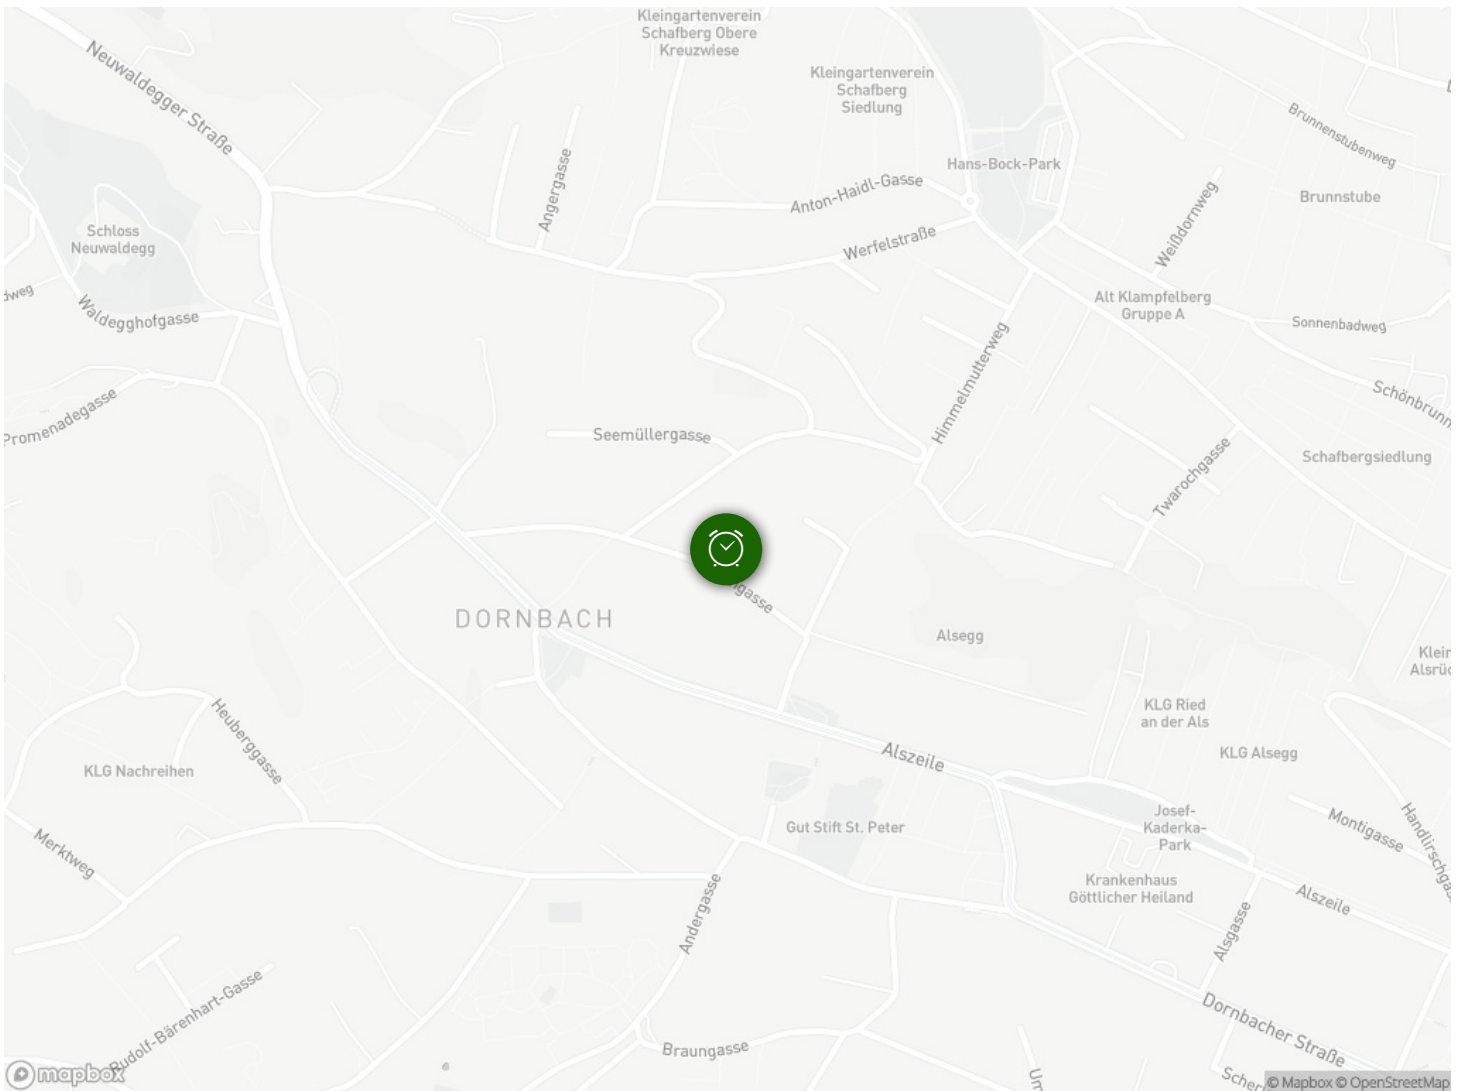 Kleingartenverein
Schafberg Obere
Kreuzwiese
Neuwaldegger Straße
Kleingartenverein
Schafberg
Siedlung
Brunnenstubenweg
Hans-Bock-Park
Angergasse
Anton-Haidl-Gasse
Brunnstube
Weißdornweg
Schloss
Neuwaldegg
Werfelstraße
Waldegghofgasse
Alt Klampfelberg
Gruppe A
Sonnenbadweg
Himmelmutterweg
Promenadegasse
Seemüllergasse
Schafbergsiedlung
Twarochgasse
DORNBACH
Alsegg
KLG Ried
an der Als
Heuberggasse
KLG Alsegg
Alszeile
KLG Nachreihen
Josef-
Kaderka-
Park
Montigasse
Gut Stift St. Peter
Merktweg
Krankenhaus
Göttlicher Heiland
Alszeile
Andergasse
Alsgasse
Rudolf-Bärenhart-Gasse
Dornbacher Straße
Braungasse
mapbox
© Mapbox © OpenStreetMap